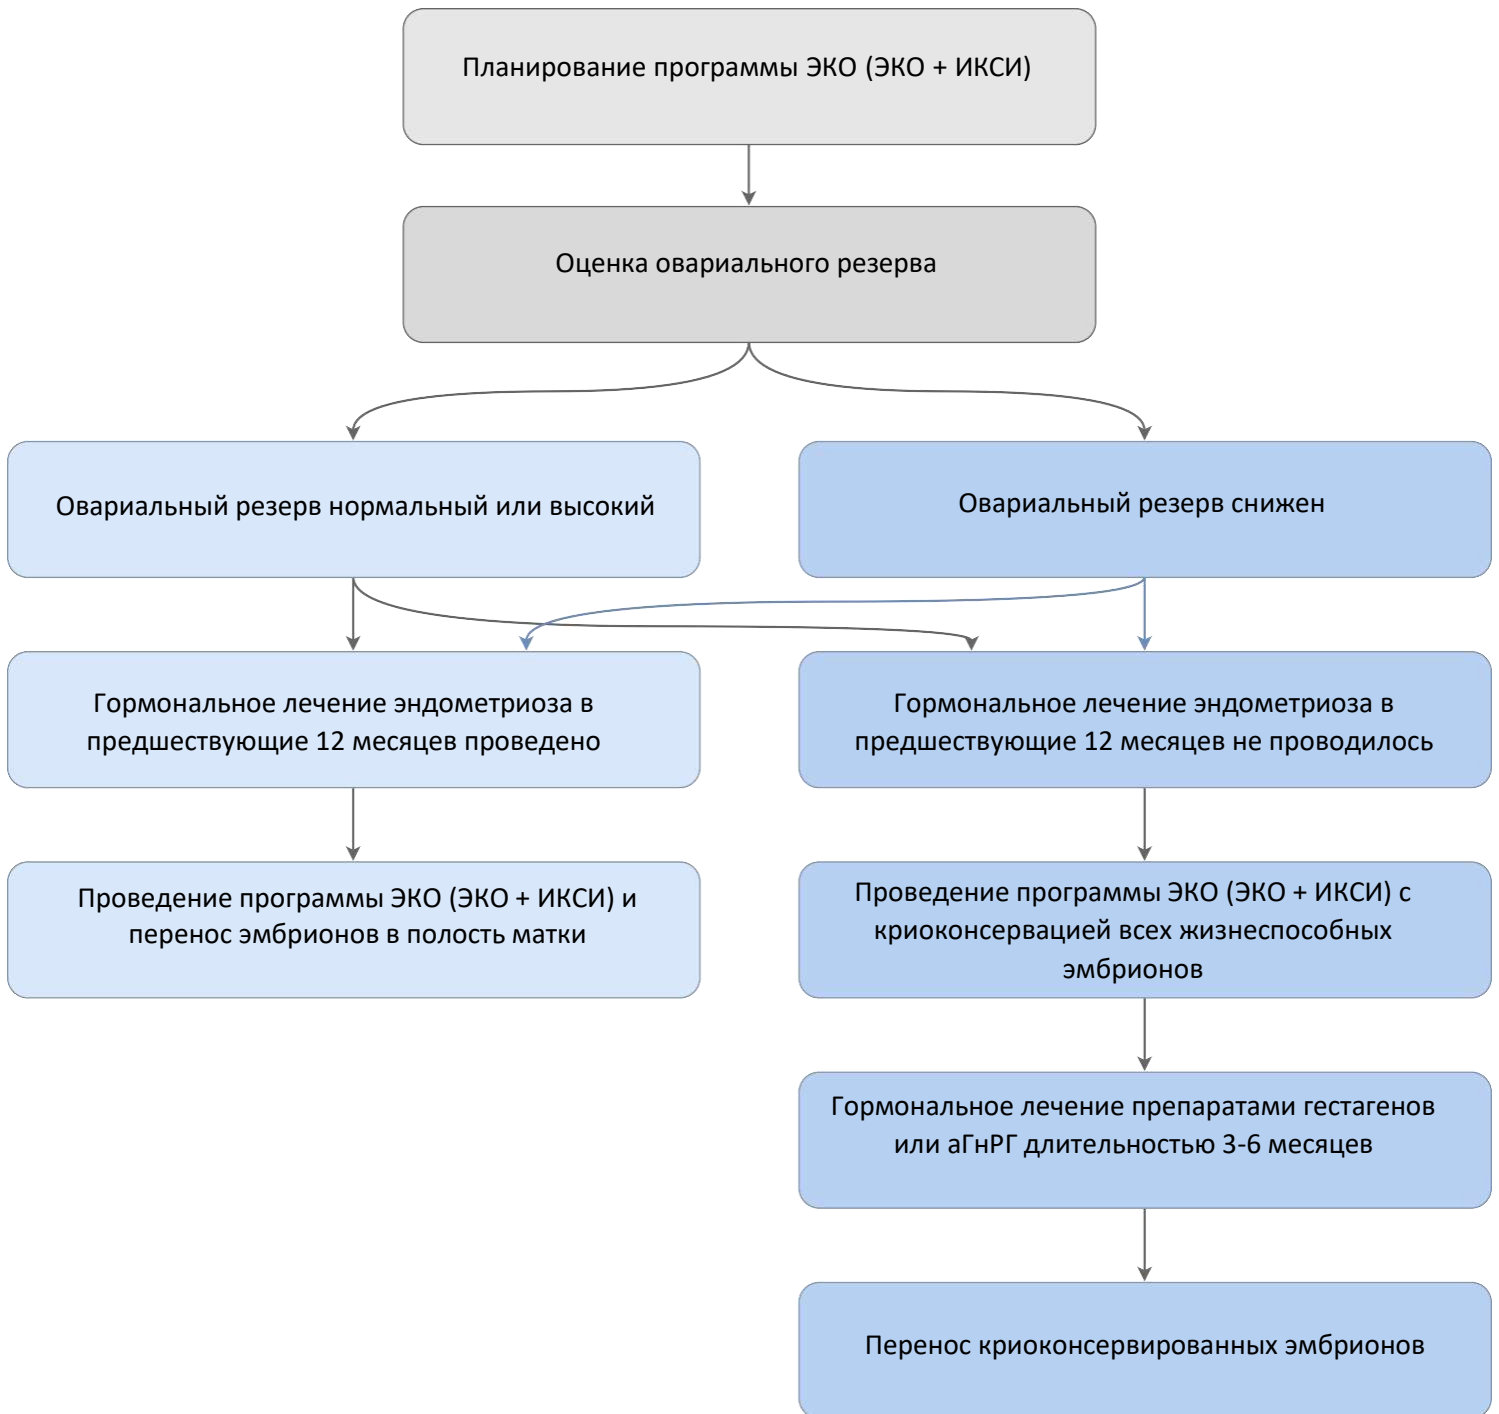 Планирование программы ЭКО (ЭКО + ИКСИ)
Оценка овариального резерва
Овариальный резерв нормальный или высокий
Овариальный резерв снижен
Гормональное лечение эндометриоза в
предшествующие 12 месяцев проведено
Гормональное лечение эндометриоза в
предшествующие 12 месяцев не проводилось
Проведение программы ЭКО (ЭКО + ИКСИ) и
перенос эмбрионов в полость матки
Проведение программы ЭКО (ЭКО + ИКСИ) с
криоконсервацией всех жизнеспособных
эмбрионов
Гормональное лечение препаратами гестагенов
или аГнРГ длительностью 3-6 месяцев
Перенос криоконсервированных эмбрионов